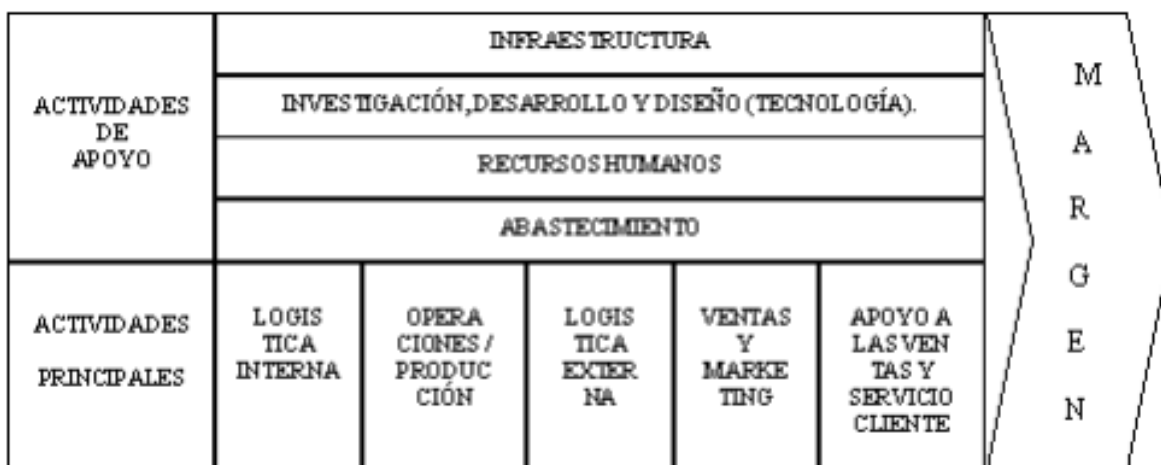 INFRAESTRUCTURA
INVESTIGACIÓN, DESARROLLO Y DISEÑO (TECNOLOGÍA).
RECURSOS HUMANOS
ABASTECIMIENTO
ACTIVIDADES
DE
APOYO
ACTIVIDADES
PRINCIPALES
LOGIS
TICA
INTERNA
OPERA
CIONES /
PRODUC
CIÓN
LOGIS
TICA
EXTER
NA
VENTAS
Y
MARKE
TING
APOYO A
LAS VEN
TAS Y
SERVICIO
CLIENTE
M
A
R
G
E
N